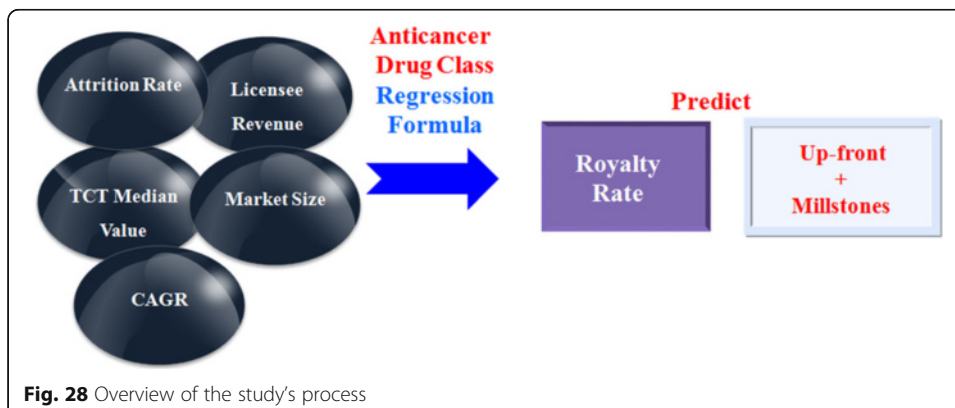 Attrition Rate
Licensee
Revenue
TCT Median
Value
Market Size
CAGR
Anticancer
Drug Class
Regression
Formula
Predict
Royalty
Rate
Up-front
+
Millstones
Fig. 28 Overview of the study's process